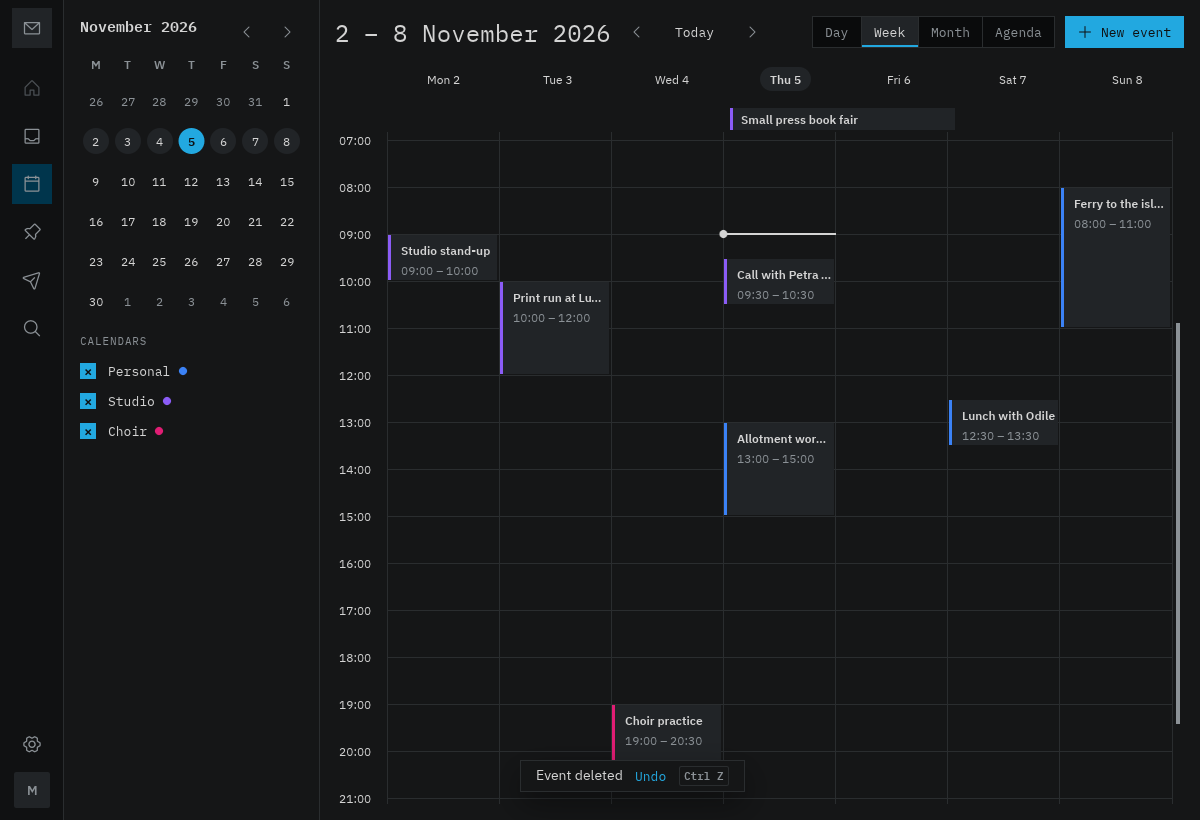 November 2026
M T W T F S S
26 27 28 29 30 31 1
2 3 4 5 6 7 8
9 10 11 12 13 14 15
16 17 18 19 20 21 22
23 24 25 26 27 28 29
30 1 2 3 4 5 6
CALENDARS
Personal
Studio
Choir
M
2 – 8 November 2026
Today
Day Week Month Agenda
New event
Mon 2 Tue 3 Wed 4 Thu 5 Fri 6 Sat 7 Sun 8
Small press book fair
07:00
08:00
09:00
10:00
11:00
12:00
13:00
14:00
15:00
16:00
17:00
18:00
19:00
20:00
21:00
Studio stand-up
09:00 – 10:00
Print run at Lu...
10:00 – 12:00
Choir practice
19:00 – 20:30
Call with Petra ...
09:30 – 10:30
Allotment wor...
13:00 – 15:00
Lunch with Odile
12:30 – 13:30
Ferry to the isl...
08:00 – 11:00
Event deleted Undo Ctrl Z